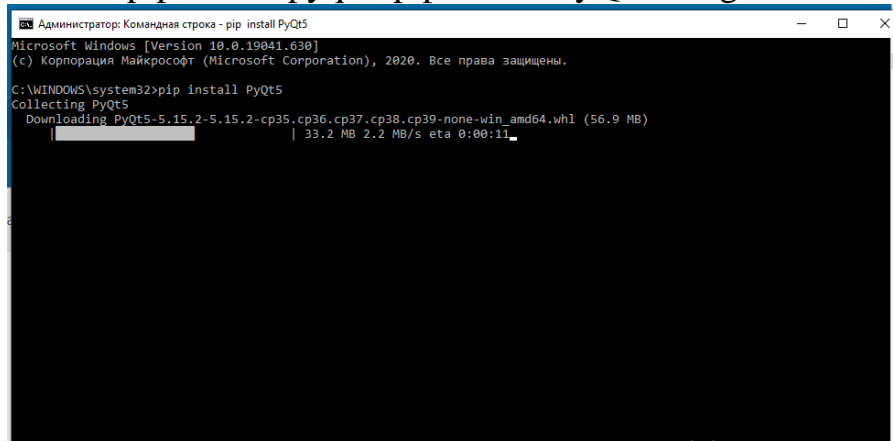 Администратор: Командная строка - pip install PyQt5
Microsoft Windows [Version 10.0.19041.630]
(c) Корпорация Майкрософт (Microsoft Corporation), 2020. Все права защищены.
C:\WINDOWS\system32>pip install PyQt5
Collecting PyQt5
Downloading PyQt5-5.15.2-5.15.2-cp35.cp36.cp37.cp38.cp39-none-win_amd64.whl (56.9 MB)
| | 33.2 MB 2.2 MB/s eta 0:00:11